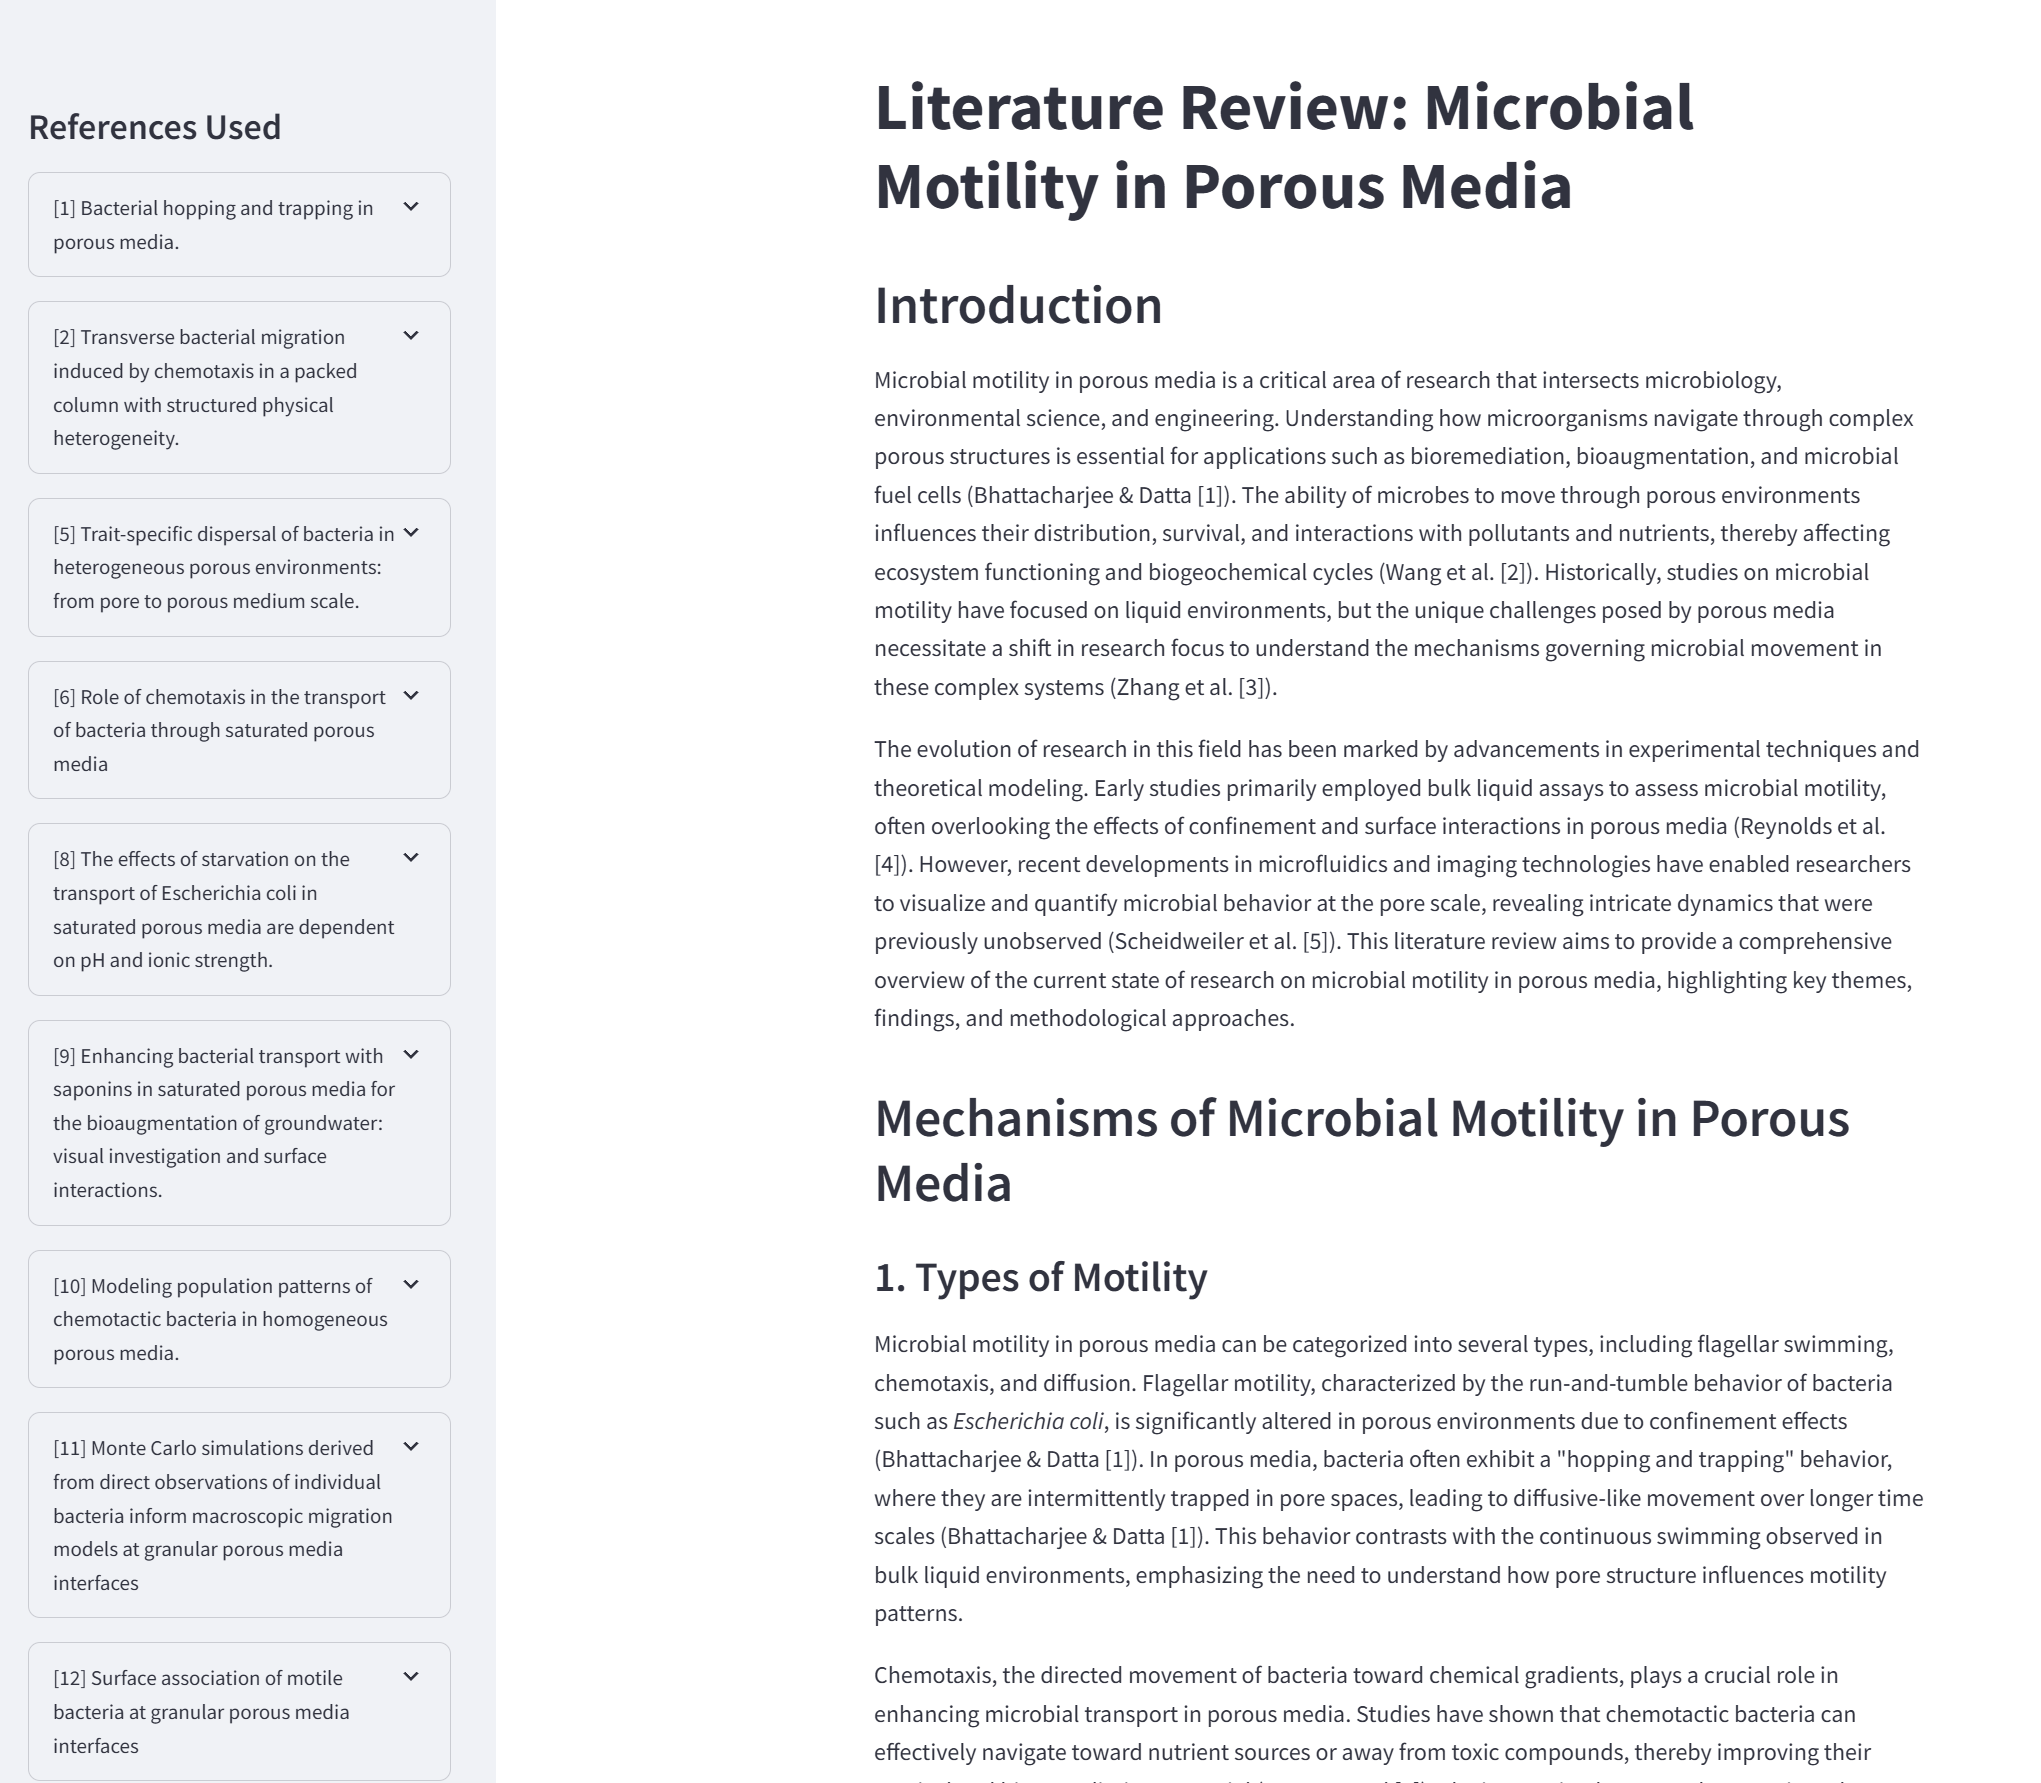 References Used
[1] Bacterial hopping and trapping in
porous media.
[2] Transverse bacterial migration
induced by chemotaxis in a packed
column with structured physical
heterogeneity.
[5] Trait-specific dispersal of bacteria in
heterogeneous porous environments:
from pore to porous medium scale.
[6] Role of chemotaxis in the transport
of bacteria through saturated porous
media
[8] The effects of starvation on the
transport of Escherichia coli in
saturated porous media are dependent
on pH and ionic strength.
[9] Enhancing bacterial transport with
saponins in saturated porous media for
the bioaugmentation of groundwater:
visual investigation and surface
interactions.
[10] Modeling population patterns of
chemotactic bacteria in homogeneous
porous media.
[11] Monte Carlo simulations derived
from direct observations of individual
bacteria inform macroscopic migration
models at granular porous media
interfaces
[12] Surface association of motile
bacteria at granular porous media
interfaces
Literature Review: Microbial
Motility in Porous Media
Introduction
Microbial motility in porous media is a critical area of research that intersects microbiology,
environmental science, and engineering. Understanding how microorganisms navigate through complex
porous structures is essential for applications such as bioremediation, bioaugmentation, and microbial
fuel cells (Bhattacharjee & Datta [1]). The ability of microbes to move through porous environments
influences their distribution, survival, and interactions with pollutants and nutrients, thereby affecting
ecosystem functioning and biogeochemical cycles (Wang et al. [2]). Historically, studies on microbial
motility have focused on liquid environments, but the unique challenges posed by porous media
necessitate a shift in research focus to understand the mechanisms governing microbial movement in
these complex systems (Zhang et al. [3]).
The evolution of research in this field has been marked by advancements in experimental techniques and
theoretical modeling. Early studies primarily employed bulk liquid assays to assess microbial motility,
often overlooking the effects of confinement and surface interactions in porous media (Reynolds et al.
[4]). However, recent developments in microfluidics and imaging technologies have enabled researchers
to visualize and quantify microbial behavior at the pore scale, revealing intricate dynamics that were
previously unobserved (Scheidweiler et al. [5]). This literature review aims to provide a comprehensive
overview of the current state of research on microbial motility in porous media, highlighting key themes,
findings, and methodological approaches.
Mechanisms of Microbial Motility in Porous
Media
1. Types of Motility
Microbial motility in porous media can be categorized into several types, including flagellar swimming,
chemotaxis, and diffusion. Flagellar motility, characterized by the run-and-tumble behavior of bacteria
such as Escherichia coli, is significantly altered in porous environments due to confinement effects
(Bhattacharjee & Datta [1]). In porous media, bacteria often exhibit a "hopping and trapping" behavior,
where they are intermittently trapped in pore spaces, leading to diffusive-like movement over longer time
scales (Bhattacharjee & Datta [1]). This behavior contrasts with the continuous swimming observed in
bulk liquid environments, emphasizing the need to understand how pore structure influences motility
patterns.
Chemotaxis, the directed movement of bacteria toward chemical gradients, plays a crucial role in
enhancing microbial transport in porous media. Studies have shown that chemotactic bacteria can
effectively navigate toward nutrient sources or away from toxic compounds, thereby improving their